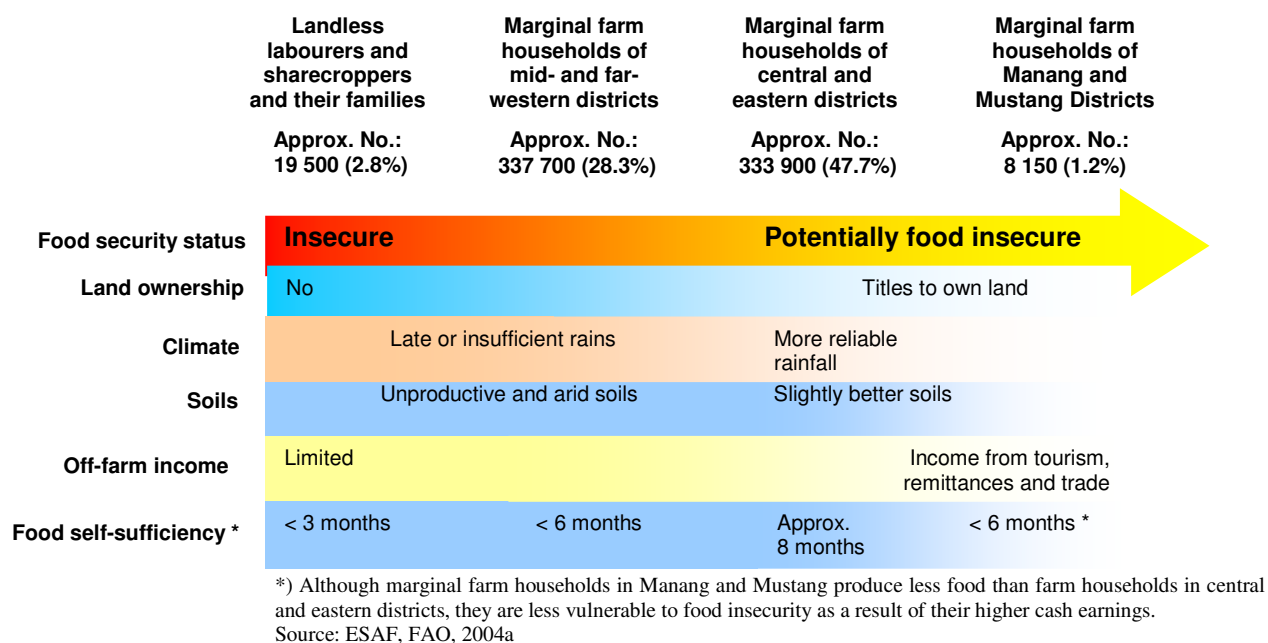 Landless
labourers and
sharecroppers
and their families
Approx. No.:
19 500 (2.8%)
Marginal farm
households of
mid- and far-
western districts
Approx. No.:
337 700 (28.3%)
Marginal farm
households of
central and
eastern districts
Approx. No.:
333 900 (47.7%)
Marginal farm
households of
Manang and
Mustang Districts
Approx. No.:
8 150 (1.2%)
Food security status
Insecure
Potentially food insecure
Land ownership
No
Titles to own land
Climate
Late or insufficient rains
More reliable
rainfall
Soils
Unproductive and arid soils
Slightly better soils
Off-farm income
Limited
Income from tourism,
remittances and trade
Food self-sufficiency *
< 3 months
< 6 months
Approx.
8 months
< 6 months *
*) Although marginal farm households in Manang and Mustang produce less food than farm households in central
and eastern districts, they are less vulnerable to food insecurity as a result of their higher cash earnings.
Source: ESAF, FAO, 2004a